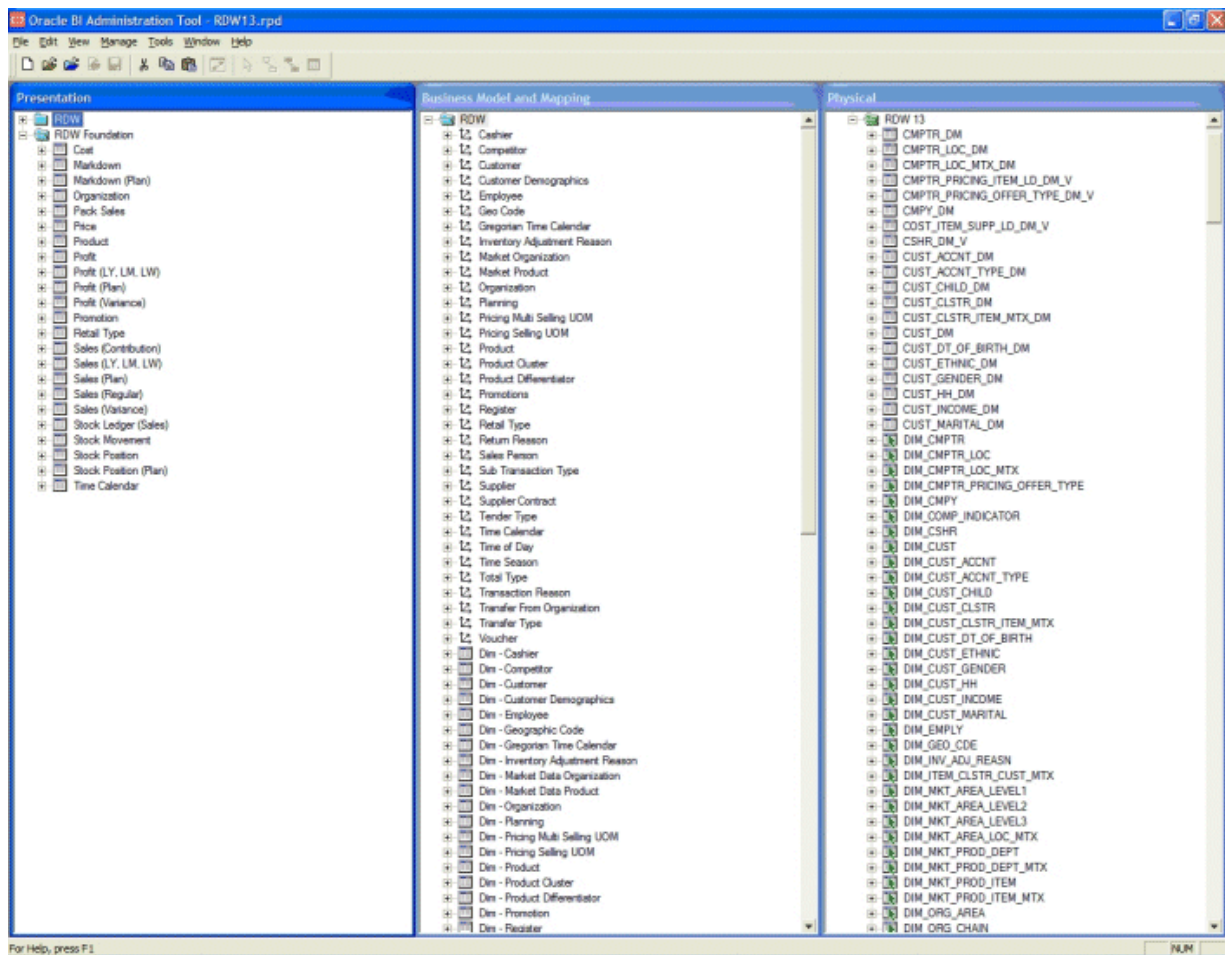 Oracle BI Administration Tool - RDW13.rpd
File Edit View Manage Tools Window Help
Presentation
RDW
RDW Foundation
Cost
Markdown
Markdown (Plan)
Organization
Pack Sales
Price
Product
Profit
Profit (LY, LM, LW)
Profit (Plan)
Profit (Variance)
Promotion
Retail Type
Sales (Contribution)
Sales (LY, LM, LW)
Sales (Plan)
Sales (Regular)
Sales (Variance)
Stock Ledger (Sales)
Stock Movement
Stock Position
Stock Position (Plan)
Time Calendar
Business Model and Mapping
RDW
Cashier
Competitor
Customer
Customer Demographics
Employee
Geo Code
Gregorian Time Calendar
Inventory Adjustment Reason
Market Organization
Market Product
Organization
Planning
Pricing Multi Selling UOM
Pricing Selling UOM
Product
Product Cluster
Product Differentiator
Promotions
Register
Retail Type
Return Reason
Sales Person
Sub Transaction Type
Supplier
Supplier Contract
Tender Type
Time Calendar
Time of Day
Time Season
Total Type
Transaction Reason
Transfer From Organization
Transfer Type
Voucher
Dim - Cashier
Dim - Competitor
Dim - Customer
Dim - Customer Demographics
Dim - Employee
Dim - Geographic Code
Dim - Gregorian Time Calendar
Dim - Inventory Adjustment Reason
Dim - Market Data Organization
Dim - Market Data Product
Dim - Organization
Dim - Planning
Dim - Pricing Multi Selling UOM
Dim - Pricing Selling UOM
Dim - Product
Dim - Product Cluster
Dim - Product Differentiator
Dim - Promotion
Dim - Register
Physical
RDW 13
CMPTR_DM
CMPTR_LOC_DM
CMPTR_LOC_MTX_DM
CMPTR_PRICING_ITEM_LD_DM_V
CMPTR_PRICING_OFFER_TYPE_DM_V
CMPY_DM
COST_ITEM_SUPP_LD_DM_V
CSHR_DM_V
CUST_ACCNT_DM
CUST_ACCNT_TYPE_DM
CUST_CHILD_DM
CUST_CLSTR_DM
CUST_CLSTR_ITEM_MTX_DM
CUST_DM
CUST_DT_OF_BIRTH_DM
CUST_ETHNIC_DM
CUST_GENDER_DM
CUST_HH_DM
CUST_INCOME_DM
CUST_MARITAL_DM
DIM_CMPTR
DIM_CMPTR_LOC
DIM_CMPTR_LOC_MTX
DIM_CMPTR_PRICING_OFFER_TYPE
DIM_CMPY
DIM_COMP_INDICATOR
DIM_CSHR
DIM_CUST
DIM_CUST_ACCNT
DIM_CUST_ACCNT_TYPE
DIM_CUST_CHILD
DIM_CUST_CLSTR
DIM_CUST_CLSTR_ITEM_MTX
DIM_CUST_DT_OF_BIRTH
DIM_CUST_ETHNIC
DIM_CUST_GENDER
DIM_CUST_HH
DIM_CUST_INCOME
DIM_CUST_MARITAL
DIM_EMPLY
DIM_GEO_CDE
DIM_INV_ADJ_REASN
DIM_ITEM_CLSTR_CUST_MTX
DIM_MKT_AREA_LEVEL1
DIM_MKT_AREA_LEVEL2
DIM_MKT_AREA_LEVEL3
DIM_MKT_AREA_LOC_MTX
DIM_MKT_PROD_DEPT
DIM_MKT_PROD_DEPT_MTX
DIM_MKT_PROD_ITEM
DIM_MKT_PROD_ITEM_MTX
DIM_ORG_AREA
DIM_ORG_CHAIN
For Help, press F1
NUM